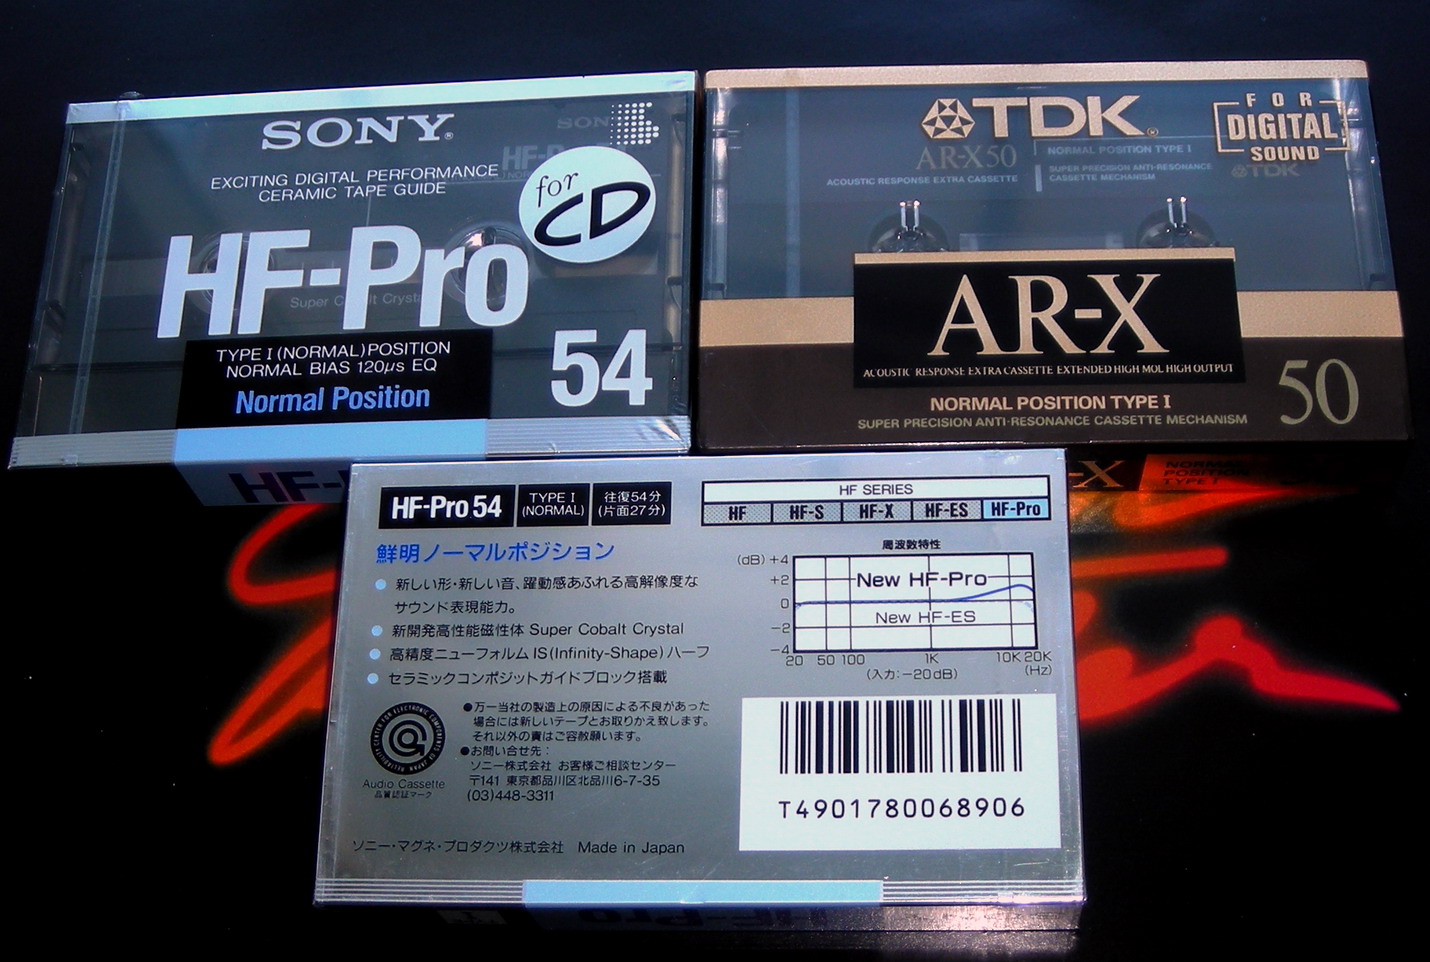 SONY®
EXCITING DIGITAL PERFORMANCE
CERAMIC TAPE GUIDE
for
CD
HF-Pro
Super Cobalt Crystal
TYPE I (NORMAL) POSITION
NORMAL BIAS 120μs EQ
Normal Position
54
TDK®
FOR
DIGITAL
SOUND
AR-X50
NORMAL POSITION TYPE I
ACOUSTIC RESPONSE EXTRA CASSETTE
SUPER PRECISION ANTI-RESONANCE
CASSETTE MECHANISM
TDK
AR-X
ACOUSTIC RESPONSE EXTRA CASSETTE EXTENDED HIGH MOL HIGH OUTPUT
NORMAL POSITION TYPE I
SUPER PRECISION ANTI-RESONANCE CASSETTE MECHANISM
50
NORMAL
POSITION
TYPE I
HF-Pro 54
TYPE I
(NORMAL)
往復54分
(片面27分)
HF SERIES
HF HF-S HF-X HF-ES HF-Pro
鮮明ノーマルポジション
● 新しい形・新しい音、躍動感あふれる高解像度な
サウンド表現能力。
● 新開発高性能磁性体 Super Cobalt Crystal
● 高精度ニューフォルム IS(Infinity-Shape)ハーフ
● セラミックコンポジットガイドブロック搭載
周波数特性
(dB) +4
+2
0
−2
−4
New HF-Pro
New HF-ES
20 50 100 1K 10K 20K
(Hz)
(入力:−20dB)
Audio Cassette
品質認証マーク
●万一当社の製造上の原因による不良があった
場合には新しいテープとお取りかえ致します。
それ以外の責はご容赦願います。
●お問い合せ先:
ソニー株式会社 お客様ご相談センター
〒141 東京都品川区北品川6-7-35
(03)448-3311
ソニー・マグネ・プロダクツ株式会社 Made in Japan
T4901780068906